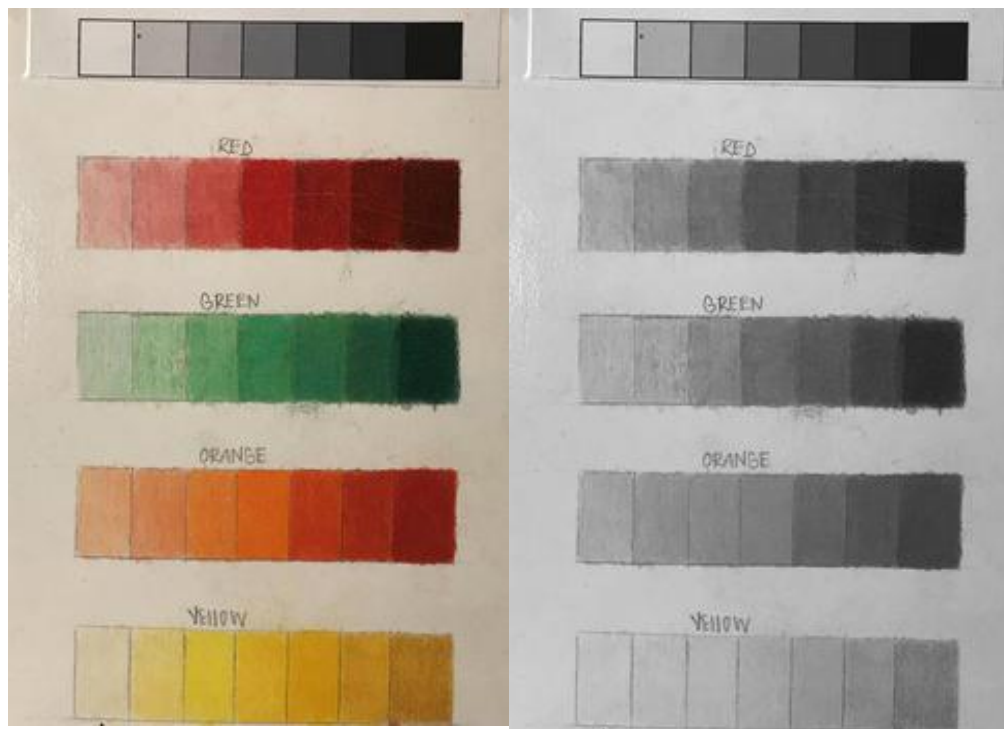 RED
RED
GREEN
GREEN
ORANGE
ORANGE
YEllOW
YEllOW